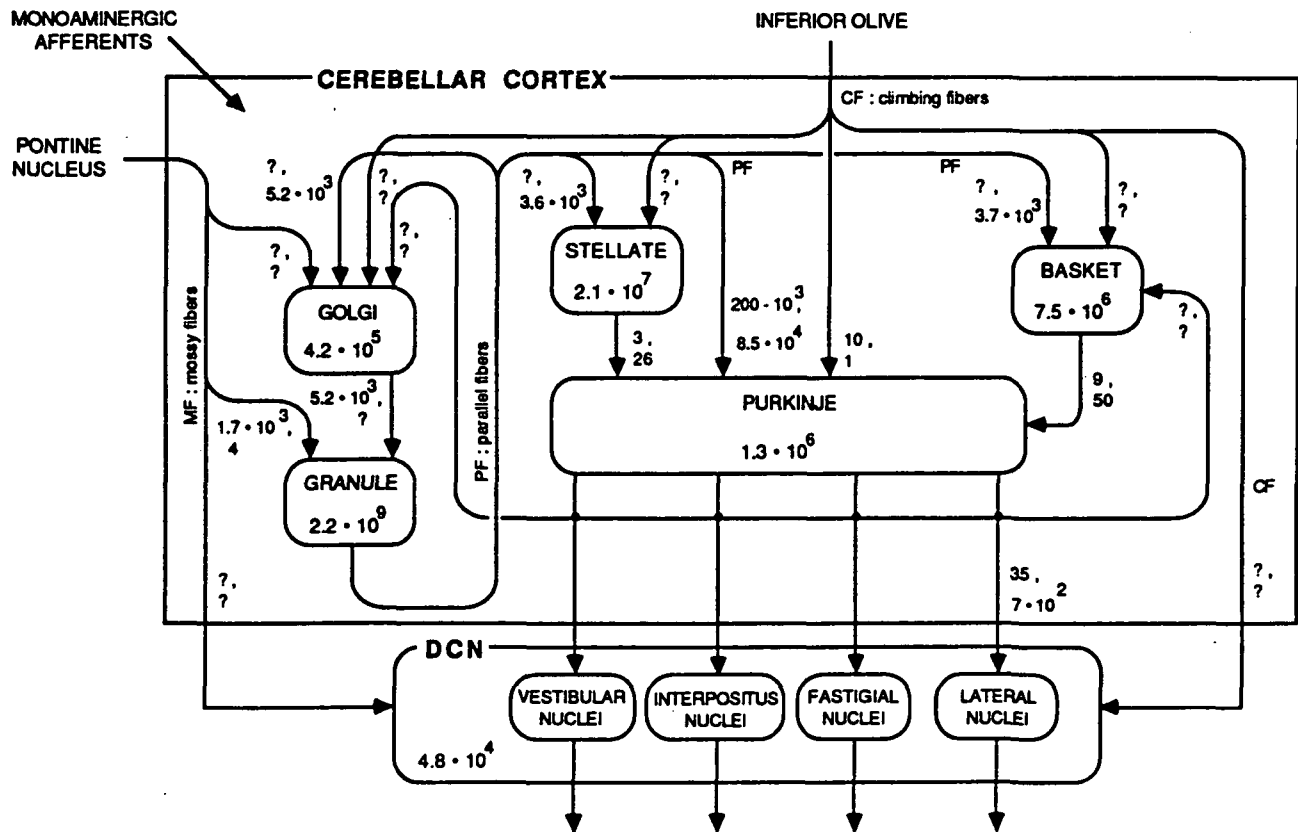 MONOAMINERGIC
AFFERENTS
INFERIOR OLIVE
CEREBELLAR CORTEX
CF : climbing fibers
PONTINE
NUCLEUS
?,
5.2 • 10³
?,
?
?,
3.6 • 10³
?,
?
PF
PF
?,
3.7 • 10³
?,
?
?,
?
?,
?
STELLATE
2.1 • 10⁷
BASKET
7.5 • 10⁶
?,
?
GOLGI
4.2 • 10⁵
MF : mossy fibers
PF : parallel fibers
3,
26
200 - 10³,
8.5 • 10⁴
10,
1
9,
50
5.2 • 10³,
?
PURKINJE
1.3 • 10⁶
1.7 • 10³,
4
GRANULE
2.2 • 10⁹
CF
?,
?
35,
7 • 10²
?,
?
DCN
VESTIBULAR
NUCLEI
INTERPOSITUS
NUCLEI
FASTIGIAL
NUCLEI
LATERAL
NUCLEI
4.8 • 10⁴